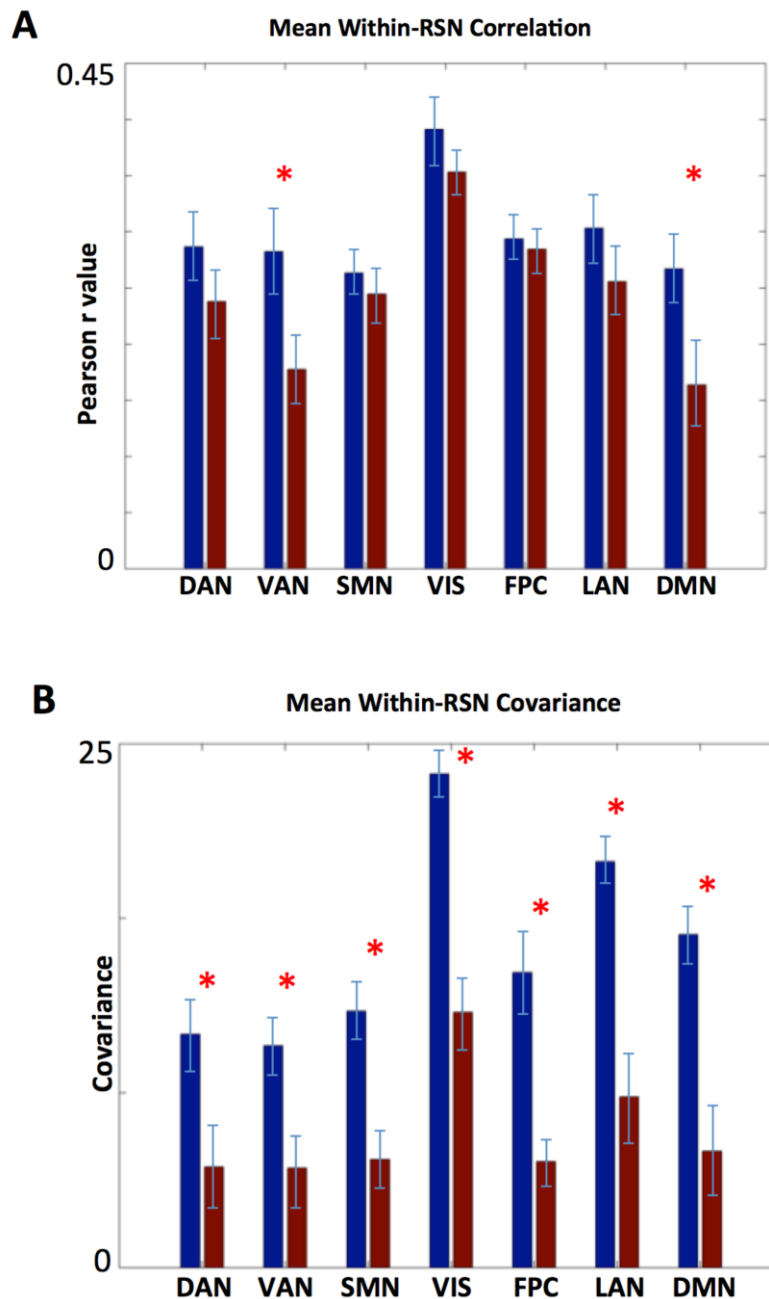 A
Mean Within-RSN Correlation
0.45
*
*
Pearson r value
0
DAN VAN SMN VIS FPC LAN DMN
B
Mean Within-RSN Covariance
25
*
*
*
*
*
*
*
Covariance
0
DAN VAN SMN VIS FPC LAN DMN